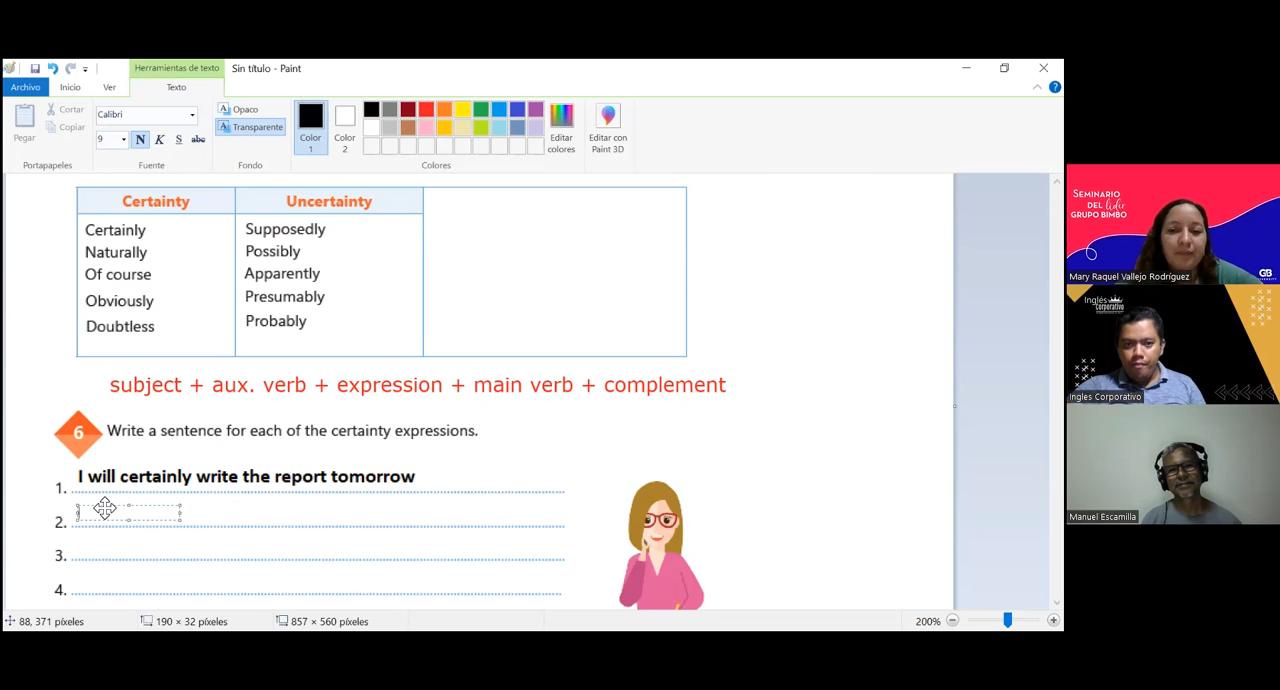 Herramientas de texto
Sin título - Paint
Archivo
Inicio
Ver
Texto
Pegar
Cortar
Copiar
Portapapeles
Calibri
9
N K S abc
Fuente
Opaco
Transparente
Fondo
Color
1
Color
2
Editar
colores
Editar con
Paint 3D
Colores
Certainty
Uncertainty
Certainly
Supposedly
Naturally
Possibly
Of course
Apparently
Obviously
Presumably
Doubtless
Probably
subject + aux. verb + expression + main verb + complement
6 Write a sentence for each of the certainty expressions.
I will certainly write the report tomorrow
1.
2.
3.
4.
88, 371 píxeles
190 × 32 píxeles
857 × 560 píxeles
200%
Seminario
del líder
Grupo Bimbo
GB
Mary Raquel Vallejo Rodríguez
Inglés
corporativo
Ingles Corporativo
Manuel Escamilla